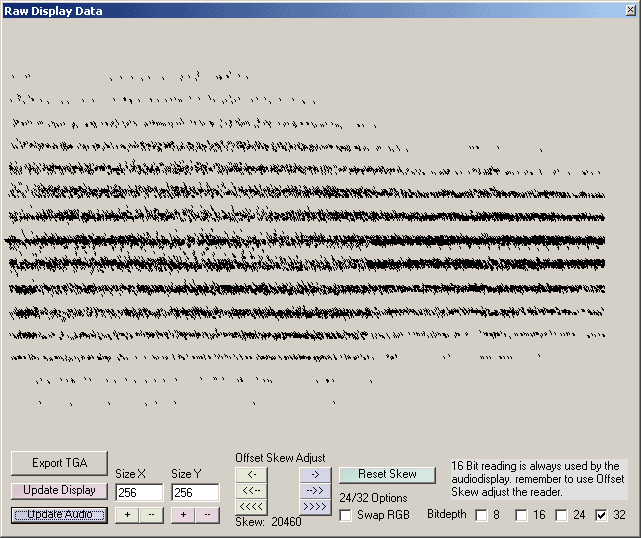 Raw Display Data
Export TGA
Update Display
Update Audio
Size X
256
+ --
Size Y
256
+ --
Offset Skew Adjust
<- ->
<<-- -->>
<<<< >>>>
Skew: 20460
Reset Skew
24/32 Options
Swap RGB
16 Bit reading is always used by the
audiodisplay. remember to use Offset
Skew adjust the reader.
Bitdepth 8 16 24 32